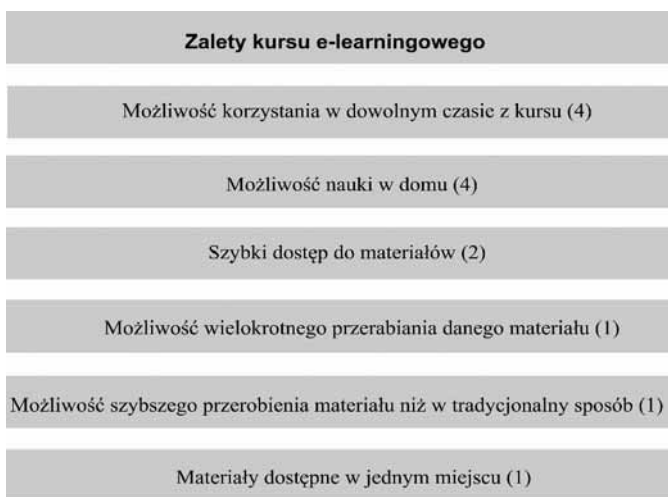 Zalety kursu e-learningowego
Możliwość korzystania w dowolnym czasie z kursu (4)
Możliwość nauki w domu (4)
Szybki dostęp do materiałów (2)
Możliwość wielokrotnego przerabiania danego materiału (1)
Możliwość szybszego przerobienia materiału niż w tradycjonalny sposób (1)
Materiały dostępne w jednym miejscu (1)